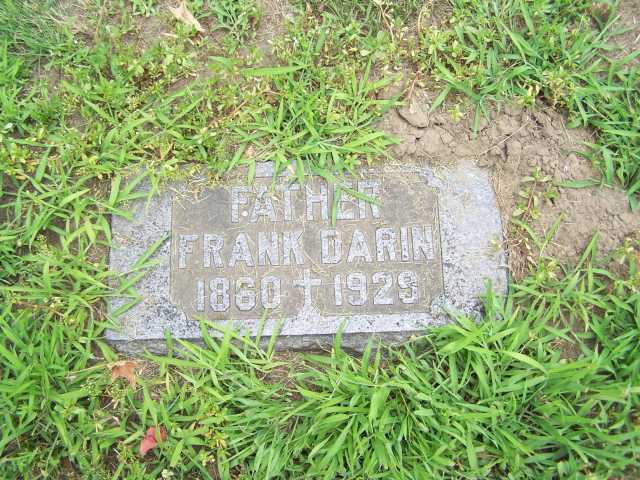 FATHER
FRANK DARIN
1860 † 1929